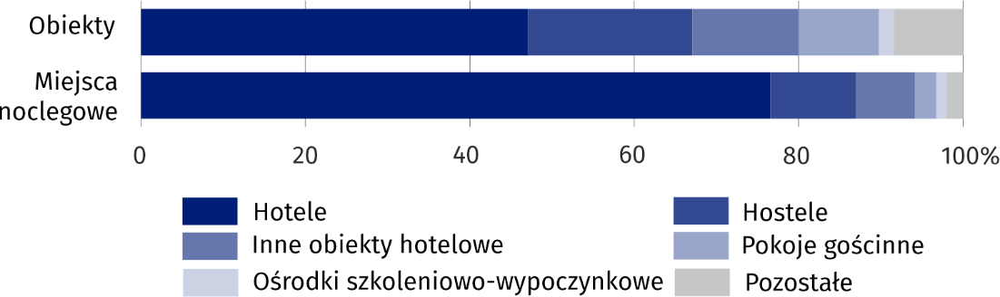 Obiekty
Miejsca
noclegowe
0 20 40 60 80 100%
Hotele Hostele
Inne obiekty hotelowe Pokoje gościnne
Ośrodki szkoleniowo-wypoczynkowe Pozostałe